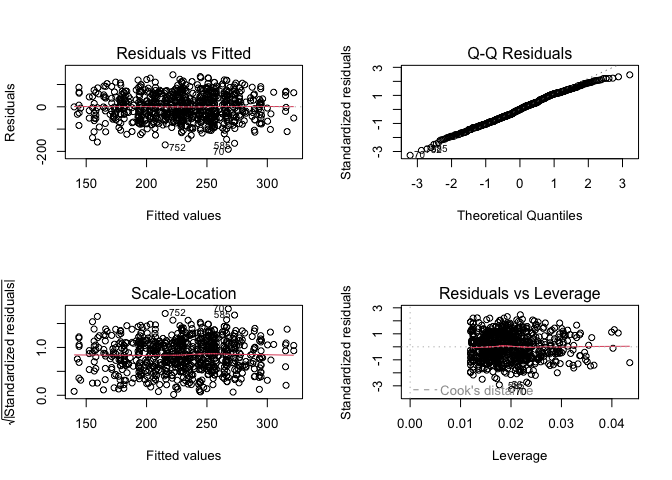 Residuals vs Fitted
Residuals
0
-200
752
70
150
200
250
300
Fitted values
Q-Q Residuals
Standardized residuals
3
1
-1
-3
70
-3
-2
-1
0
1
2
3
Theoretical Quantiles
Scale-Location
√|Standardized residuals|
1.0
0.0
752
150
200
250
300
Fitted values
Residuals vs Leverage
Standardized residuals
3
1
-1
-3
Cook's distance
0.00
0.01
0.02
0.03
0.04
Leverage